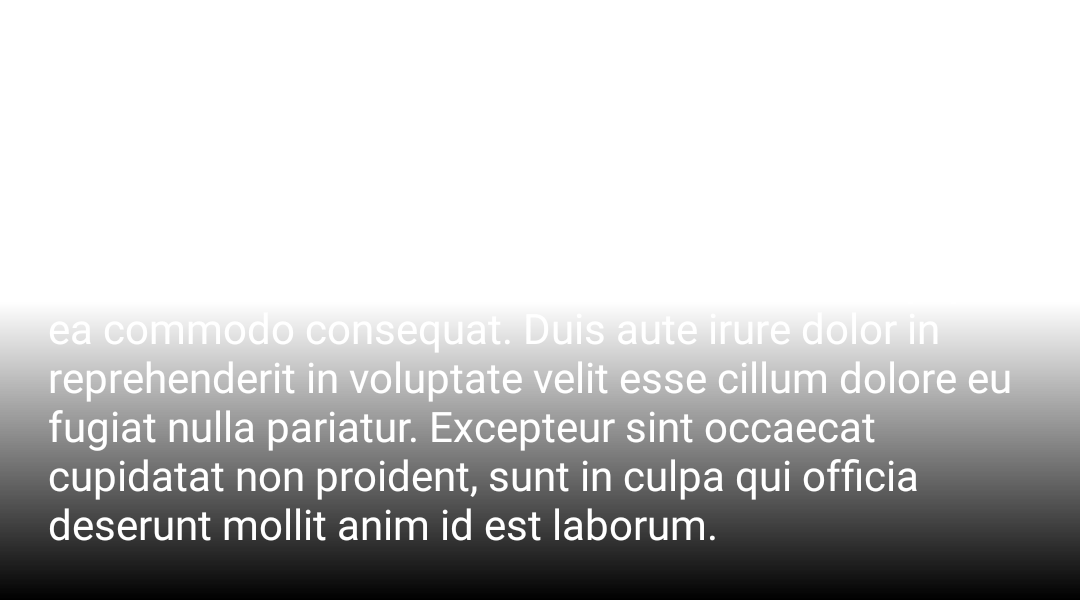 ea commodo consequat. Duis aute irure dolor in
reprehenderit in voluptate velit esse cillum dolore eu
fugiat nulla pariatur. Excepteur sint occaecat
cupidatat non proident, sunt in culpa qui officia
deserunt mollit anim id est laborum.